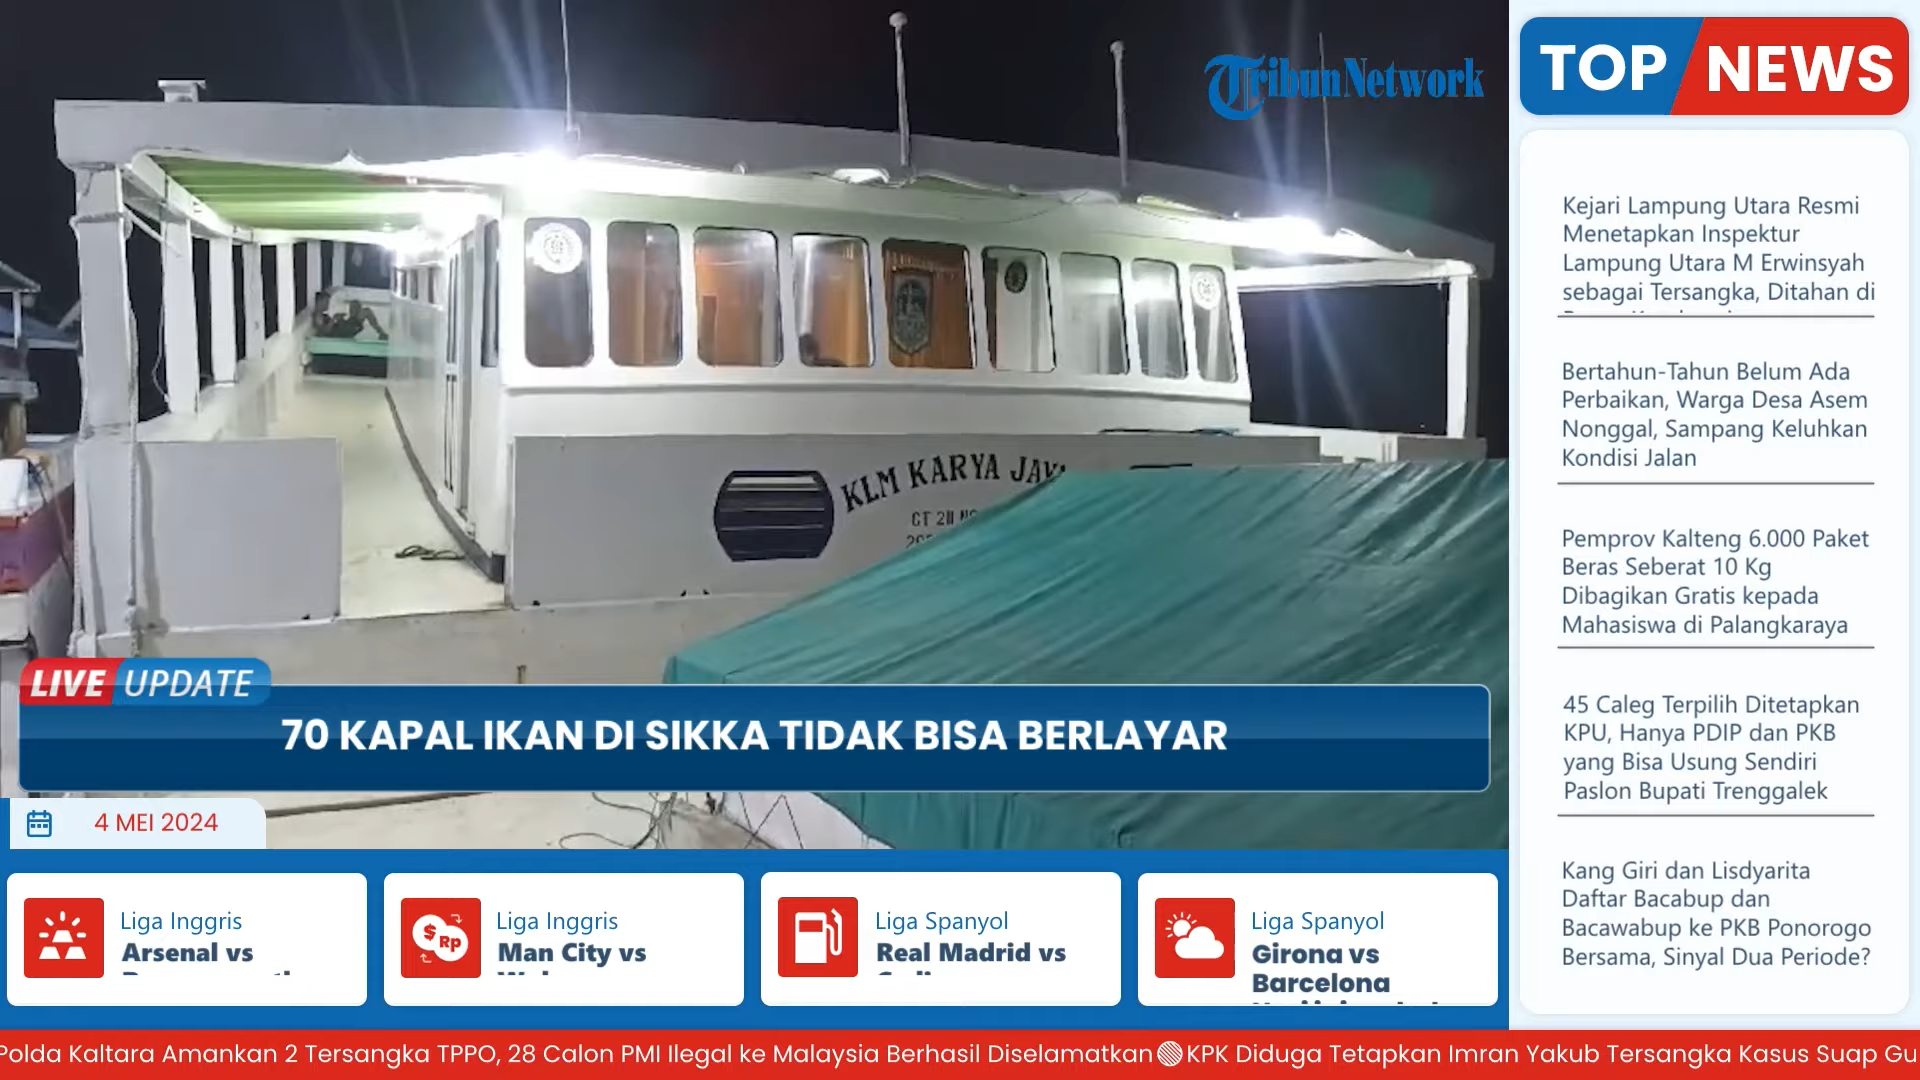 TribunNetwork
KLM KARYA
CT 211
LIVE UPDATE
70 KAPAL IKAN DI SIKKA TIDAK BISA BERLAYAR
4 MEI 2024
Liga Inggris
Arsenal vs
Liga Inggris
Man City vs
$ Rp
Liga Spanyol
Real Madrid vs
Liga Spanyol
Girona vs
Barcelona
TOP NEWS
Kejari Lampung Utara Resmi
Menetapkan Inspektur
Lampung Utara M Erwinsyah
sebagai Tersangka, Ditahan di
Bertahun-Tahun Belum Ada
Perbaikan, Warga Desa Asem
Nonggal, Sampang Keluhkan
Kondisi Jalan
Pemprov Kalteng 6.000 Paket
Beras Seberat 10 Kg
Dibagikan Gratis kepada
Mahasiswa di Palangkaraya
45 Caleg Terpilih Ditetapkan
KPU, Hanya PDIP dan PKB
yang Bisa Usung Sendiri
Paslon Bupati Trenggalek
Kang Giri dan Lisdyarita
Daftar Bacabup dan
Bacawabup ke PKB Ponorogo
Bersama, Sinyal Dua Periode?
Polda Kaltara Amankan 2 Tersangka TPPO, 28 Calon PMI Ilegal ke Malaysia Berhasil Diselamatkan KPK Diduga Tetapkan Imran Yakub Tersangka Kasus Suap Gu